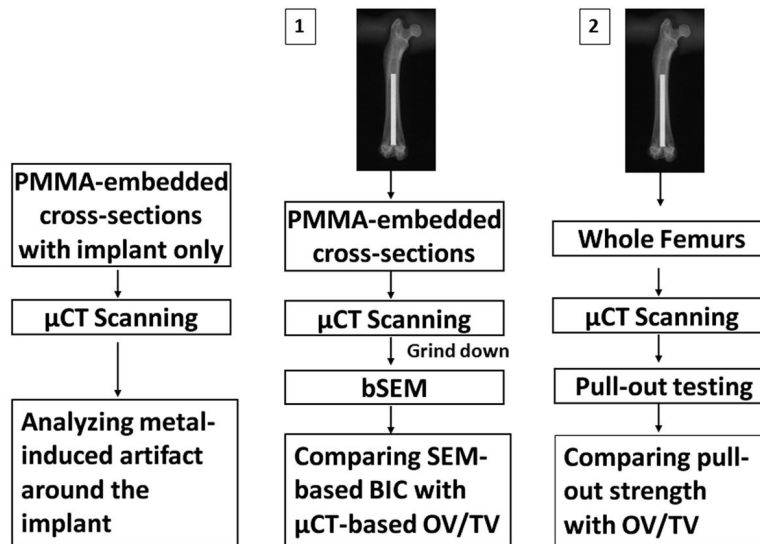 1
2
PMMA-embedded
cross-sections
with implant only
μCT Scanning
Analyzing metal-
induced artifact
around the
implant
PMMA-embedded
cross-sections
μCT Scanning
Grind down
bSEM
Comparing SEM-
based BIC with
μCT-based OV/TV
Whole Femurs
μCT Scanning
Pull-out testing
Comparing pull-
out strength
with OV/TV